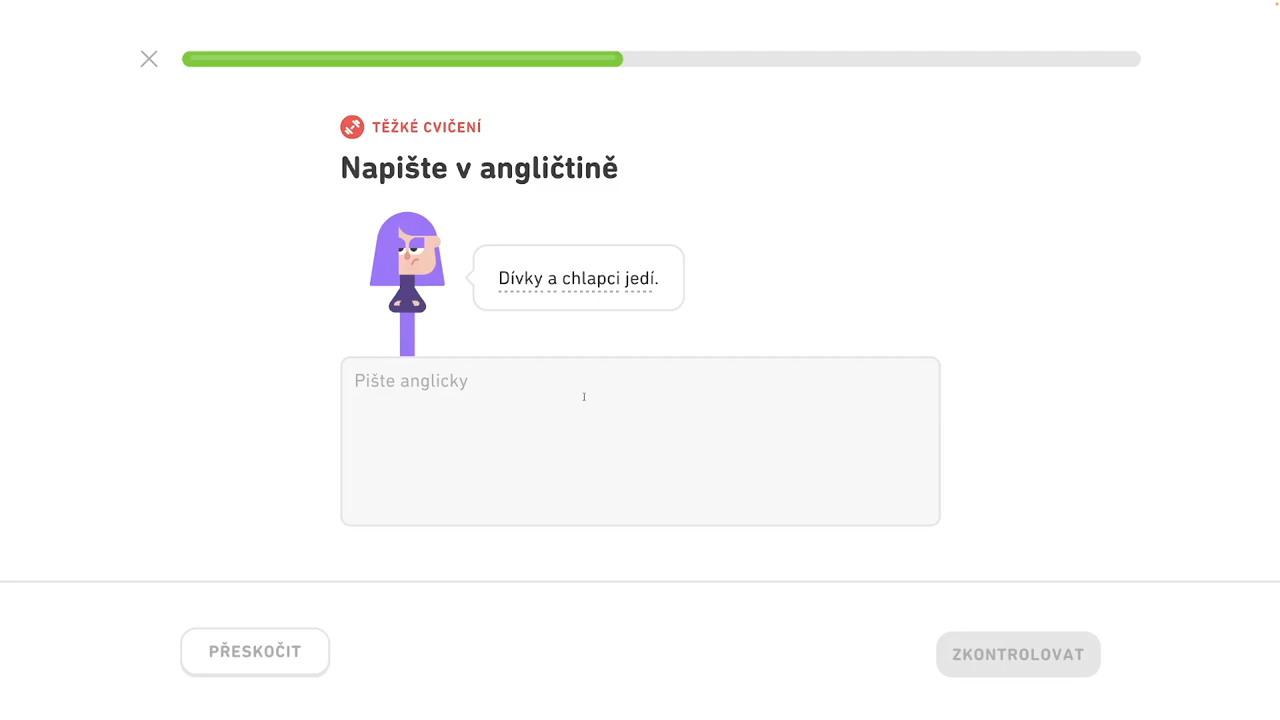 TĚŽKÉ CVIČENÍ
Napište v angličtině
Dívky a chlapci jedí.
Pište anglicky
PŘESKOČIT
ZKONTROLOVAT